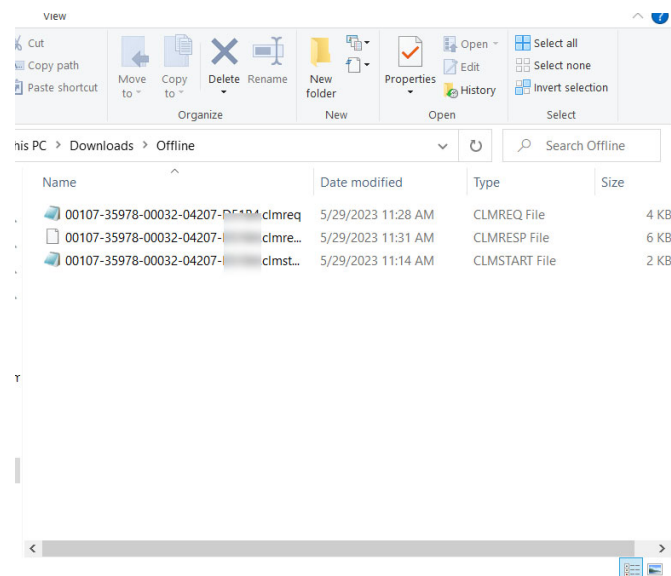 View
Cut
Copy path
Paste shortcut
Move to
Copy to
Delete
Rename
New folder
Properties
Open
Edit
History
Select all
Select none
Invert selection
Organize
New
Open
Select
his PC > Downloads > Offline
Search Offline
Name Date modified Type Size
00107-35978-00032-04207- clmreq 5/29/2023 11:28 AM CLMREQ File 4 KB
00107-35978-00032-04207- clmre... 5/29/2023 11:31 AM CLMRESP File 6 KB
00107-35978-00032-04207- clmst... 5/29/2023 11:14 AM CLMSTART File 2 KB